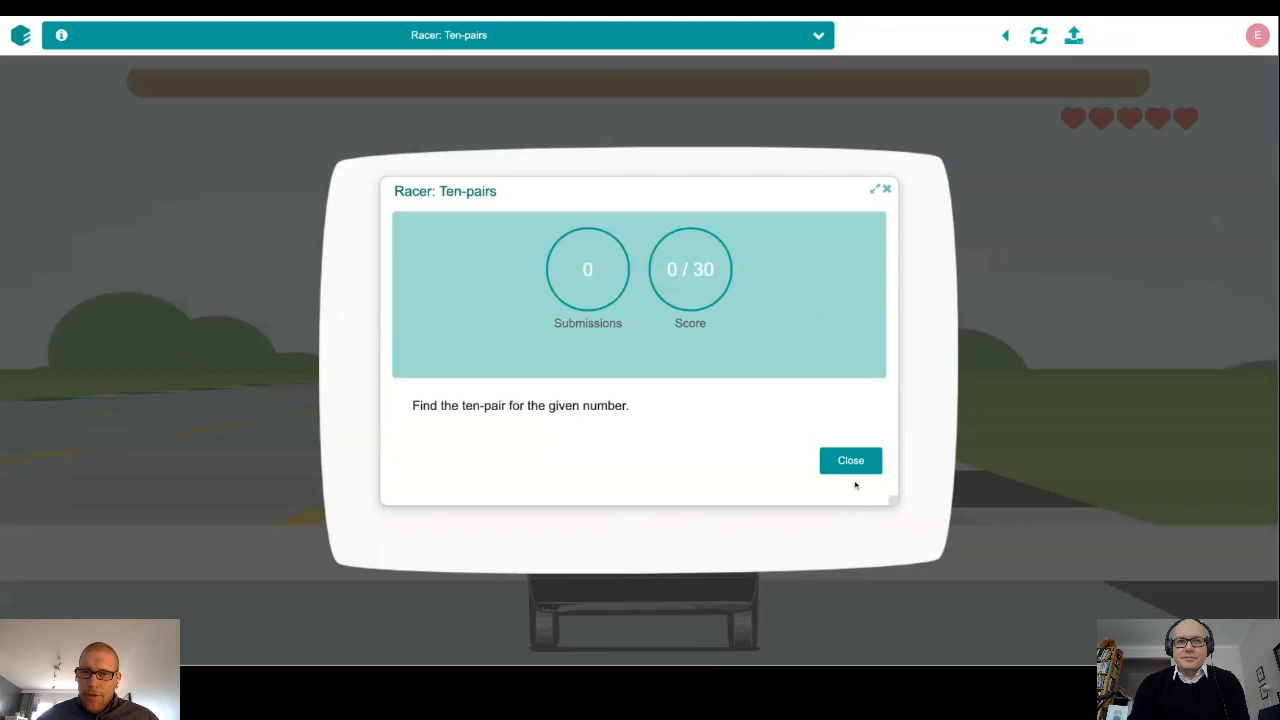 Racer: Ten-pairs
E
Racer: Ten-pairs
0
0 / 30
Submissions
Score
Find the ten-pair for the given number.
Close